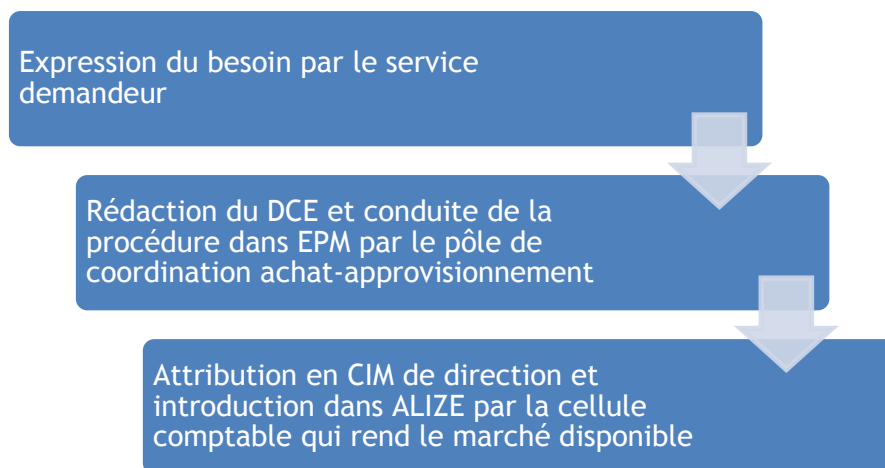 Expression du besoin par le service
demandeur
Rédaction du DCE et conduite de la
procédure dans EPM par le pôle de
coordination achat-approvisionnement
Attribution en CIM de direction et
introduction dans ALIZE par la cellule
comptable qui rend le marché disponible